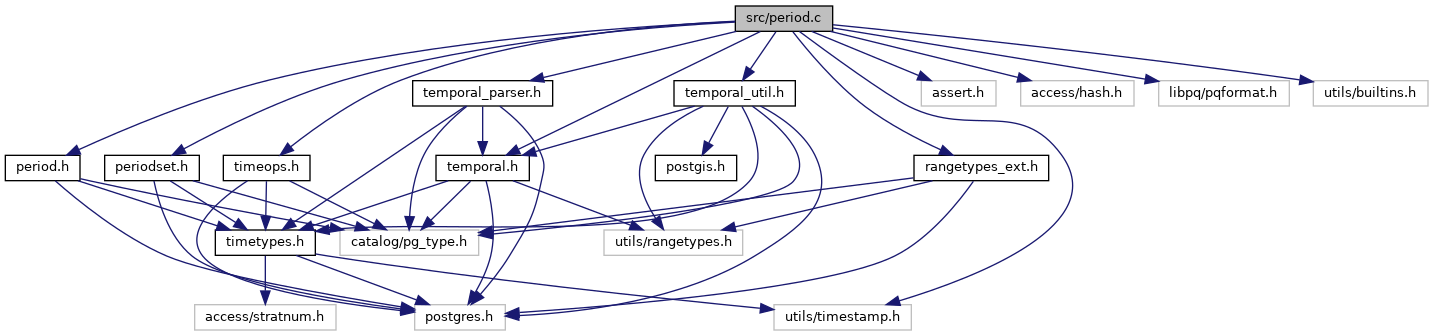 src/period.c
temporal_parser.h
temporal_util.h
assert.h
access/hash.h
libpq/pqformat.h
utils/builtins.h
period.h
periodset.h
timeops.h
temporal.h
postgis.h
rangetypes_ext.h
timetypes.h
catalog/pg_type.h
utils/rangetypes.h
access/stratnum.h
postgres.h
utils/timestamp.h